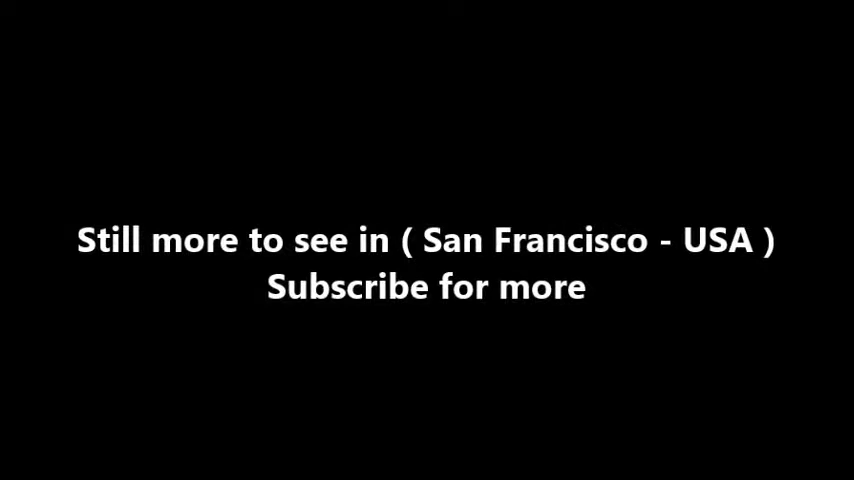 Still more to see in ( San Francisco - USA )
Subscribe for more